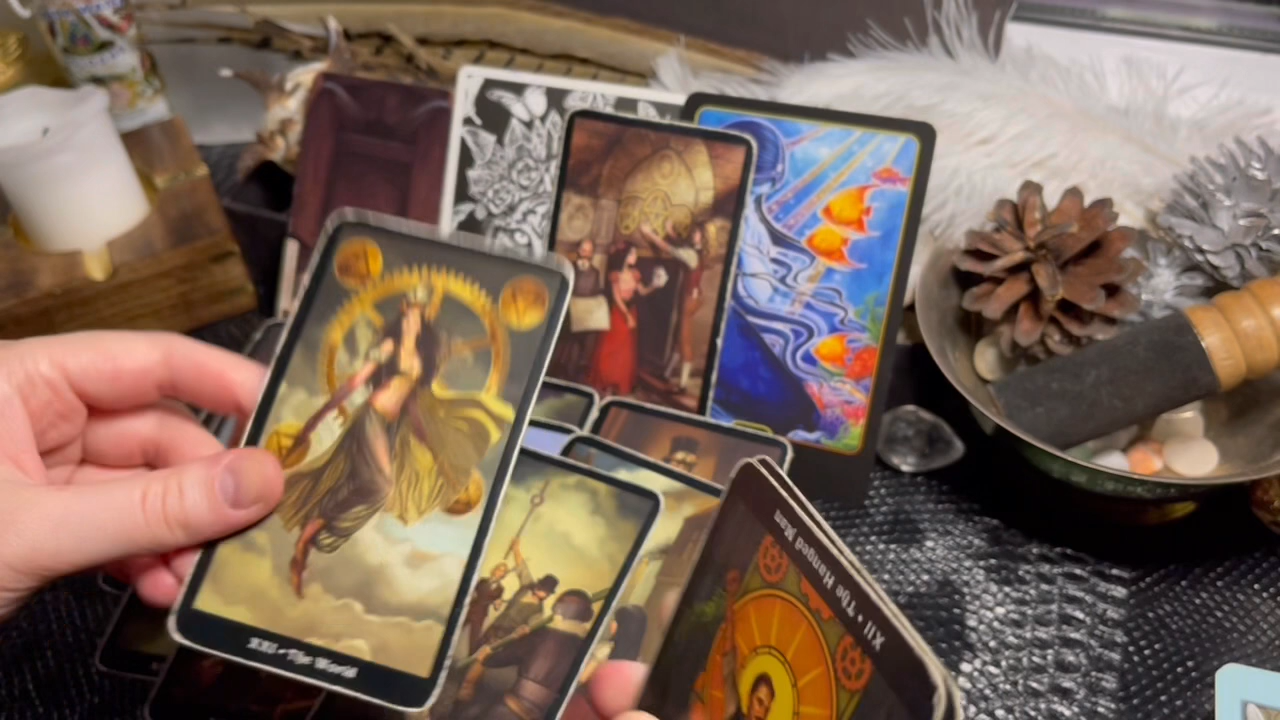 XXI • The World
XII • The Hanged Man